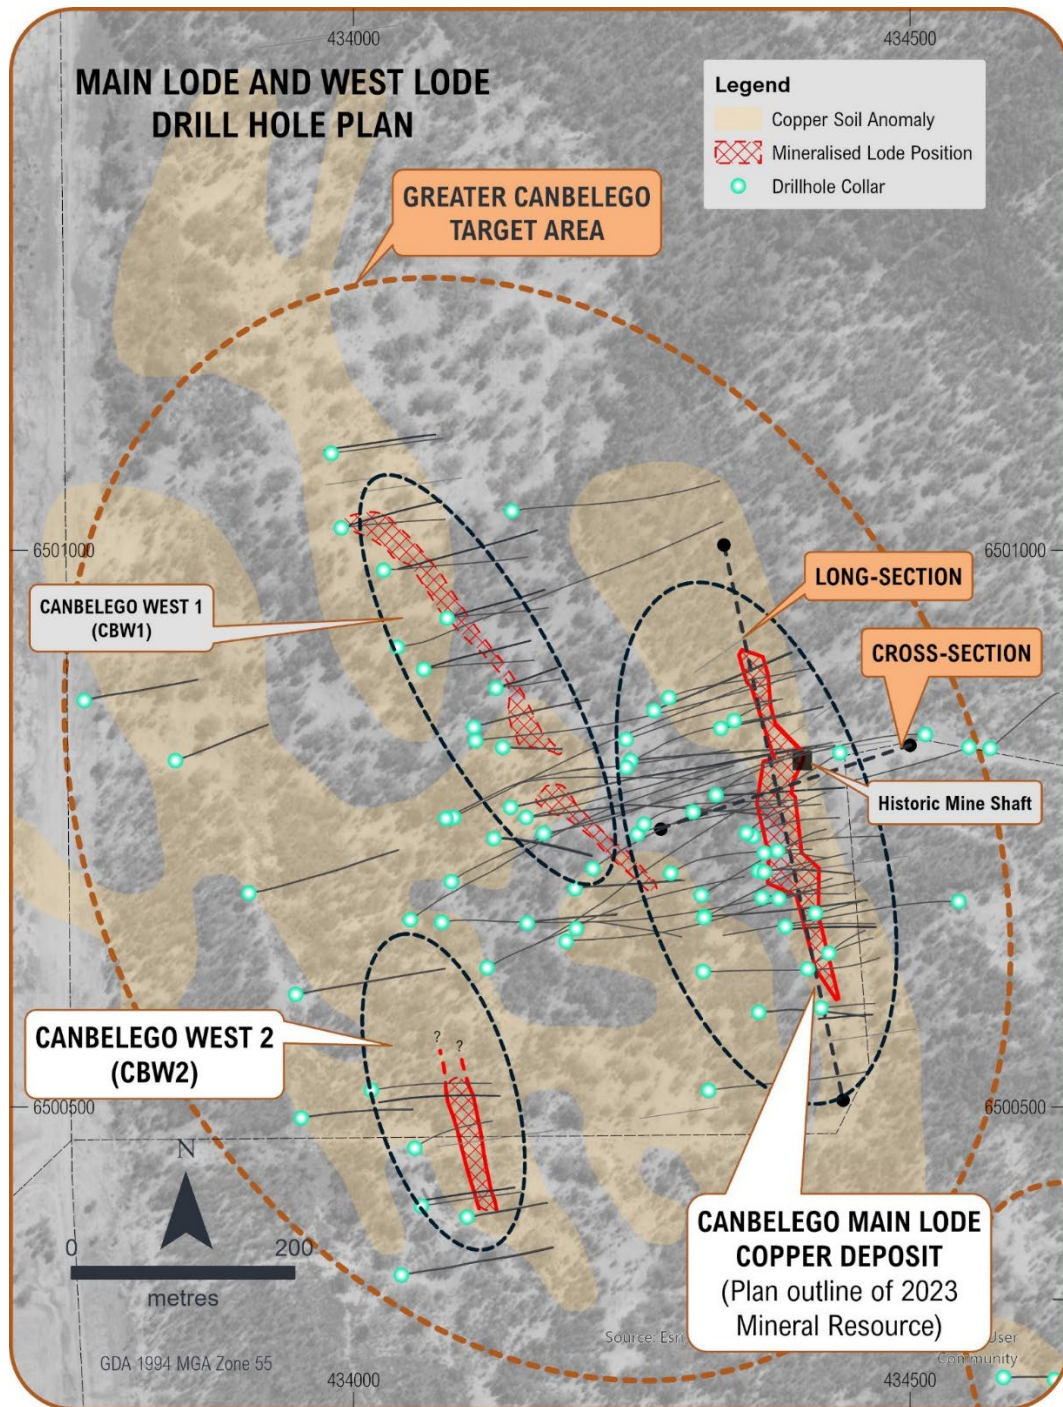 434000
434500
MAIN LODE AND WEST LODE
DRILL HOLE PLAN
Legend
Copper Soil Anomaly
Mineralised Lode Position
Drillhole Collar
GREATER CANBELEGO
TARGET AREA
6501000
6501000
LONG-SECTION
CANBELEGO WEST 1
(CBW1)
CROSS-SECTION
Historic Mine Shaft
CANBELEGO WEST 2
(CBW2)
?
?
6500500
6500500
N
0
200
metres
CANBELEGO MAIN LODE
COPPER DEPOSIT
(Plan outline of 2023
Mineral Resource)
Source: Esri
User
Community
GDA 1994 MGA Zone 55
434000
434500